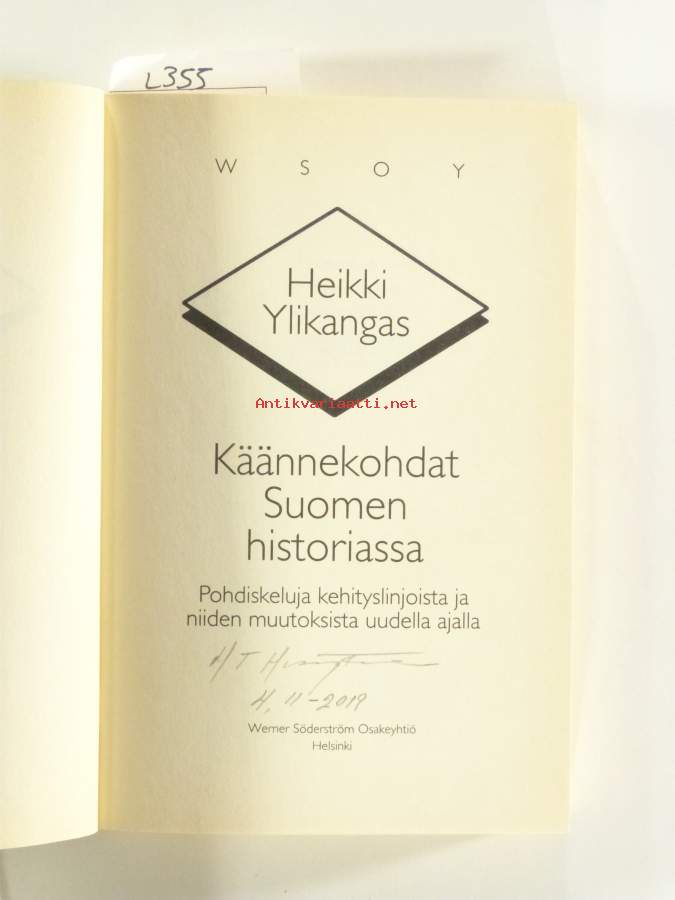 L355
W S O Y
Heikki
Ylikangas
Antikvariaatti.net
Käännekohdat
Suomen
historiassa
Pohdiskeluja kehityslinjoista ja
niiden muutoksista uudella ajalla
4, 11-2019
Werner Söderström Osakeyhtiö
Helsinki